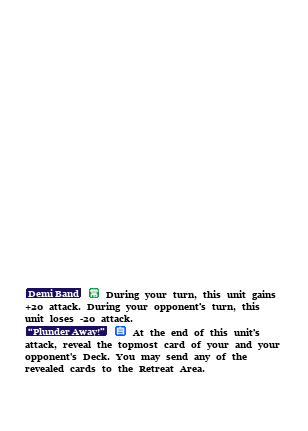 Demi Band 常 During your turn, this unit gains
+20 attack. During your opponent's turn, this
unit loses -20 attack.
"Plunder Away!" 自 At the end of this unit's
attack, reveal the topmost card of your and your
opponent's Deck. You may send any of the
revealed cards to the Retreat Area.